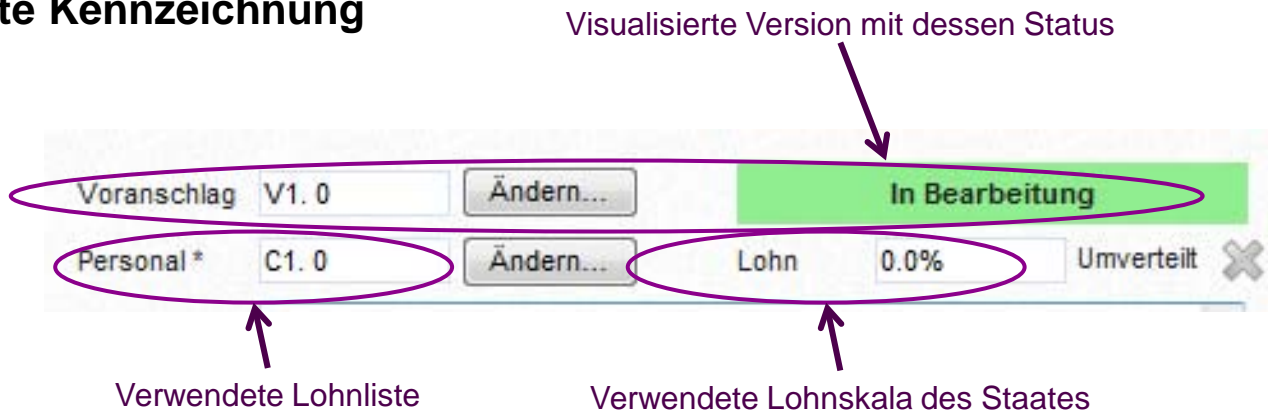 te Kennzeichnung
Visualisierte Version mit dessen Status
Voranschlag V1. 0 Ändern... In Bearbeitung
Personal * C1. 0 Ändern... Lohn 0.0% Umverteilt
Verwendete Lohnliste
Verwendete Lohnskala des Staates